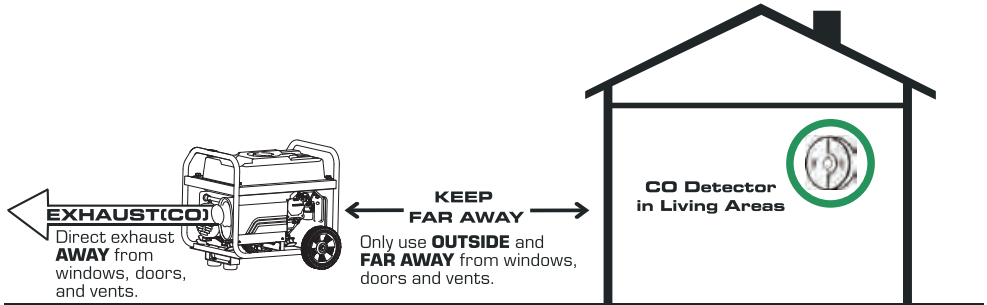 EXHAUST(CO)
Direct exhaust
AWAY from
windows, doors,
and vents.
KEEP
FAR AWAY
Only use OUTSIDE and
FAR AWAY from windows,
doors and vents.
CO Detector
in Living Areas